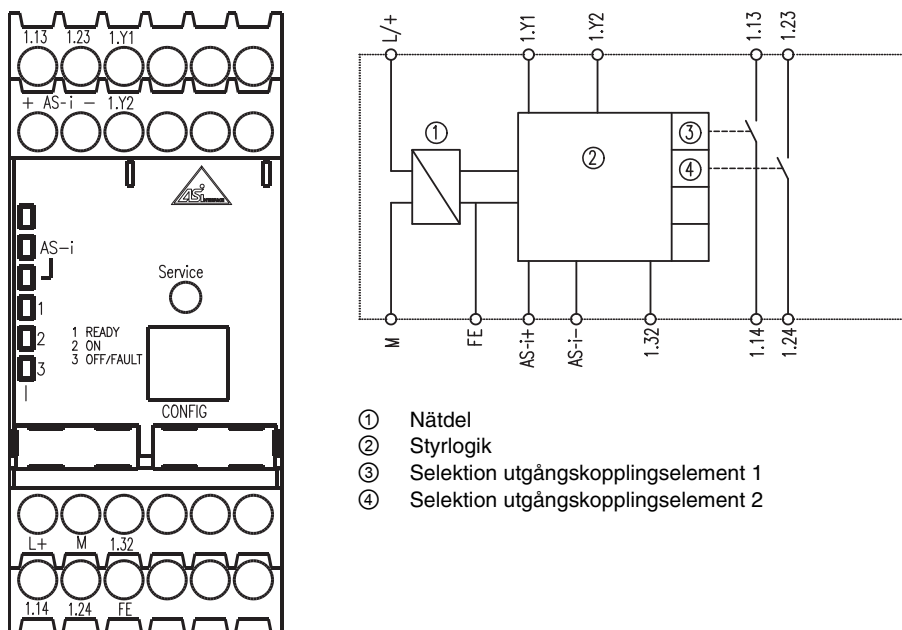 1.13 1.23 1.Y1
+ AS-i − 1.Y2
ASi
INTERFACE
AS-i
Service
1
2
3
1 READY
2 ON
3 OFF/FAULT
CONFIG
L+ M 1.32
1.14 1.24 FE
L/+ 1.Y1 1.Y2 1.13 1.23
①
②
③
④
M FE AS-i+ AS-i− 1.32 1.14 1.24
① Nätdel
② Styrlogik
③ Selektion utgångskopplingselement 1
④ Selektion utgångskopplingselement 2